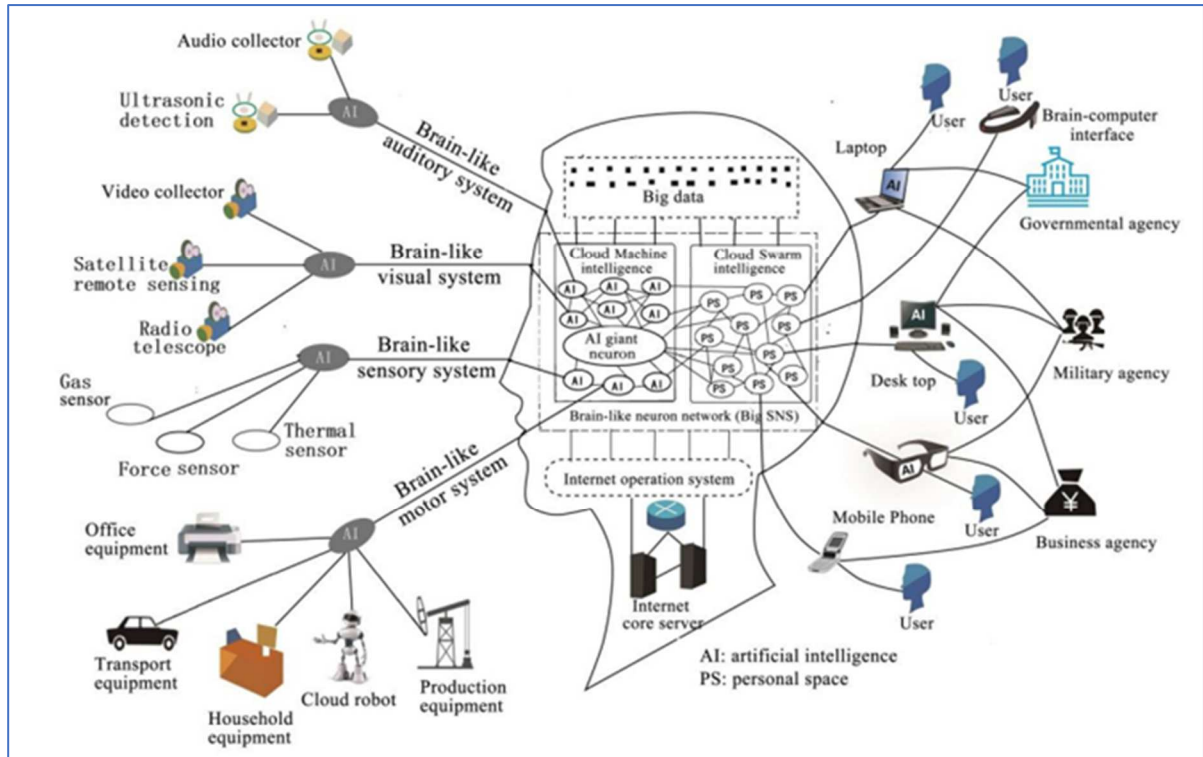 Audio collector
AI
Ultrasonic
detection
Brain-like
auditory system
Video collector
Satellite
remote sensing
AI
Radio
telescope
Brain-like
visual system
AI
Brain-like
sensory system
Gas
sensor
Force sensor
Thermal
sensor
Brain-like
motor system
Office
equipment
AI
Transport
equipment
Household
equipment
Cloud robot
Production
equipment
Big data
Cloud Machine
intelligence
AI
AI
AI
AI
AI
AI
AI giant
neuron
AI
AI
AI
Cloud Swarm
intelligence
PS
PS
PS
PS
PS
PS
PS
PS
PS
PS
PS
PS
Brain-like neuron network (Big SNS)
Internet operation system
Internet
core server
User
User
Brain-computer
interface
Laptop
AI
Governmental agency
AI
Desk top
User
Military agency
AI
Mobile Phone
User
¥
Business agency
User
AI: artificial intelligence
PS: personal space